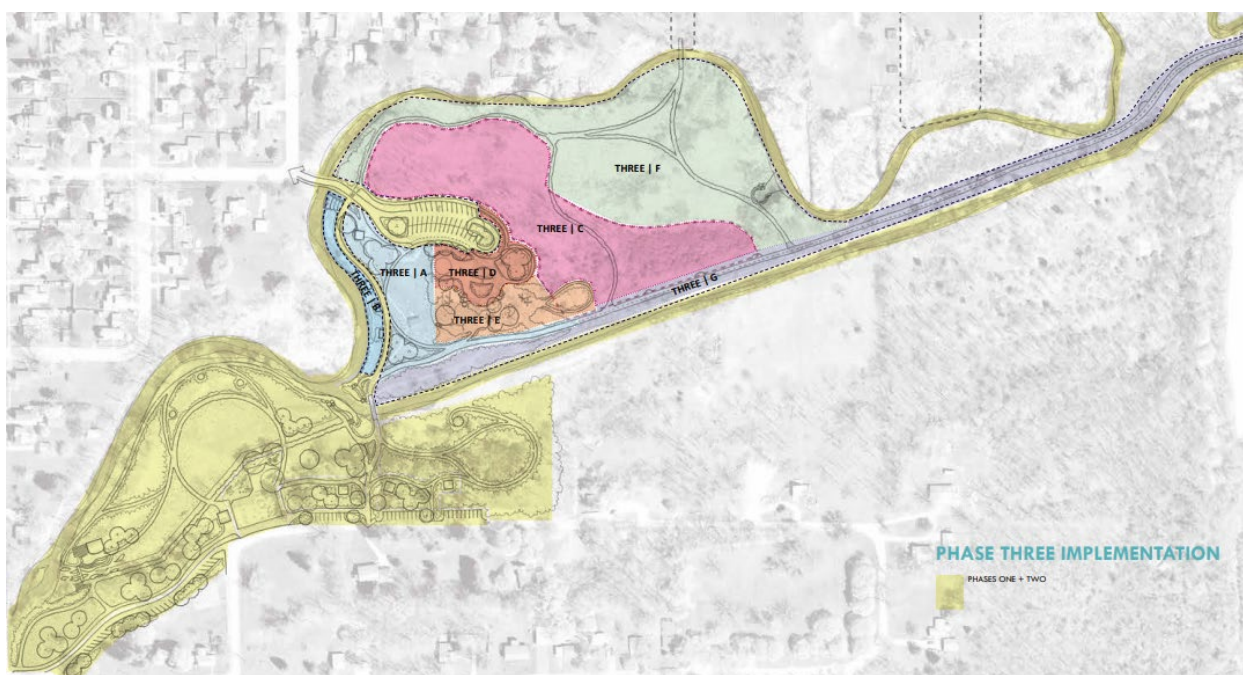 THREE | F
THREE | C
THREE | A
THREE | D
THREE | B
THREE | G
THREE | E
PHASE THREE IMPLEMENTATION
PHASES ONE + TWO